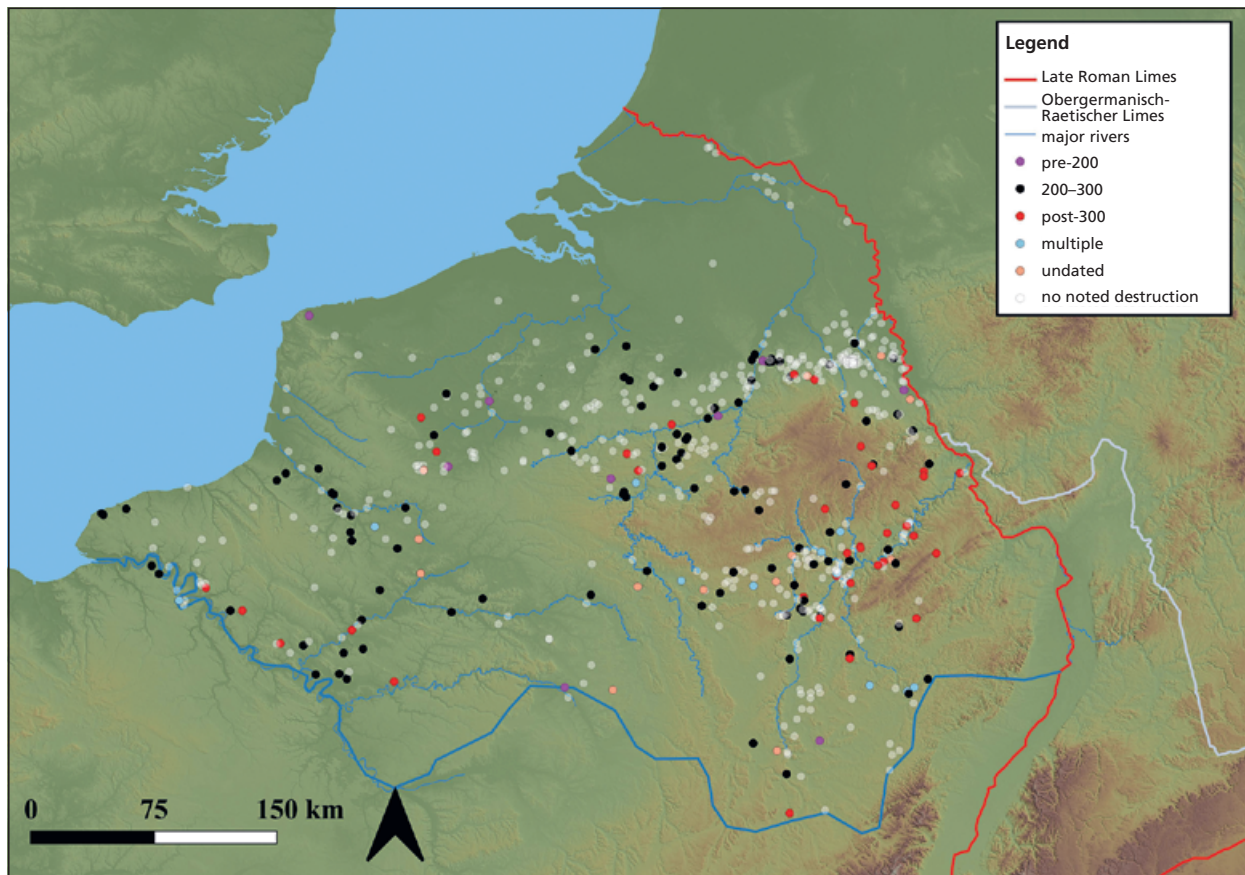 Legend
Late Roman Limes
Obergermanisch-
Raetischer Limes
major rivers
pre-200
200–300
post-300
multiple
undated
no noted destruction
0 75 150 km